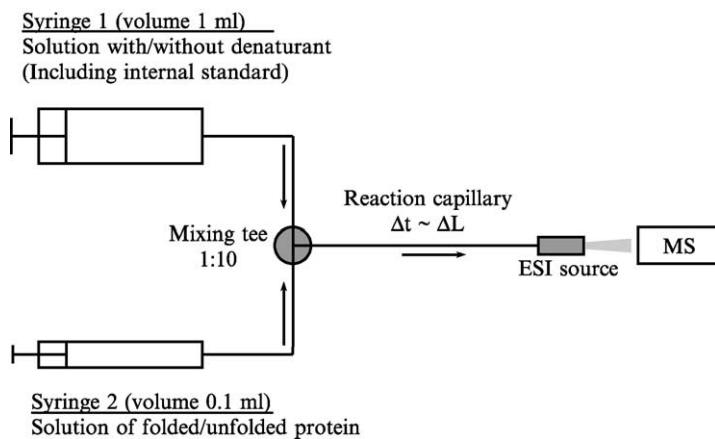 Syringe 1 (volume 1 ml)
Solution with/without denaturant
(Including internal standard)
Reaction capillary
Δt ~ ΔL
Mixing tee
1:10
MS
ESI source
Syringe 2 (volume 0.1 ml)
Solution of folded/unfolded protein